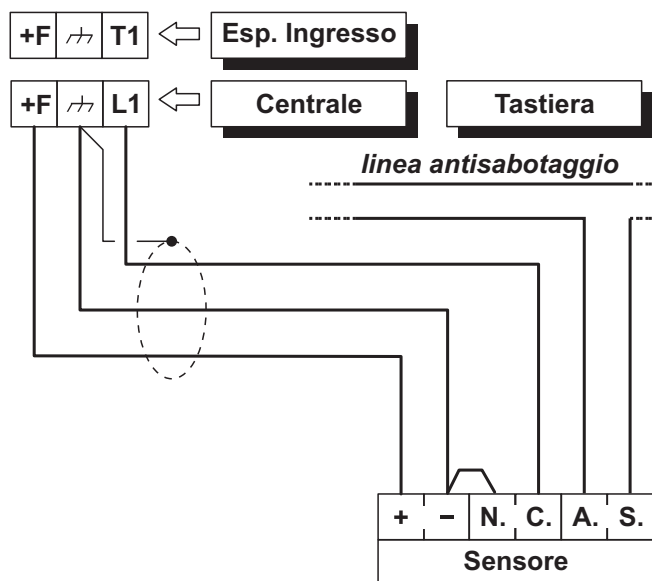 +F T1 Esp. Ingresso
+F L1 Centrale Tastiera
linea antisabotaggio
+ − N. C. A. S.
Sensore